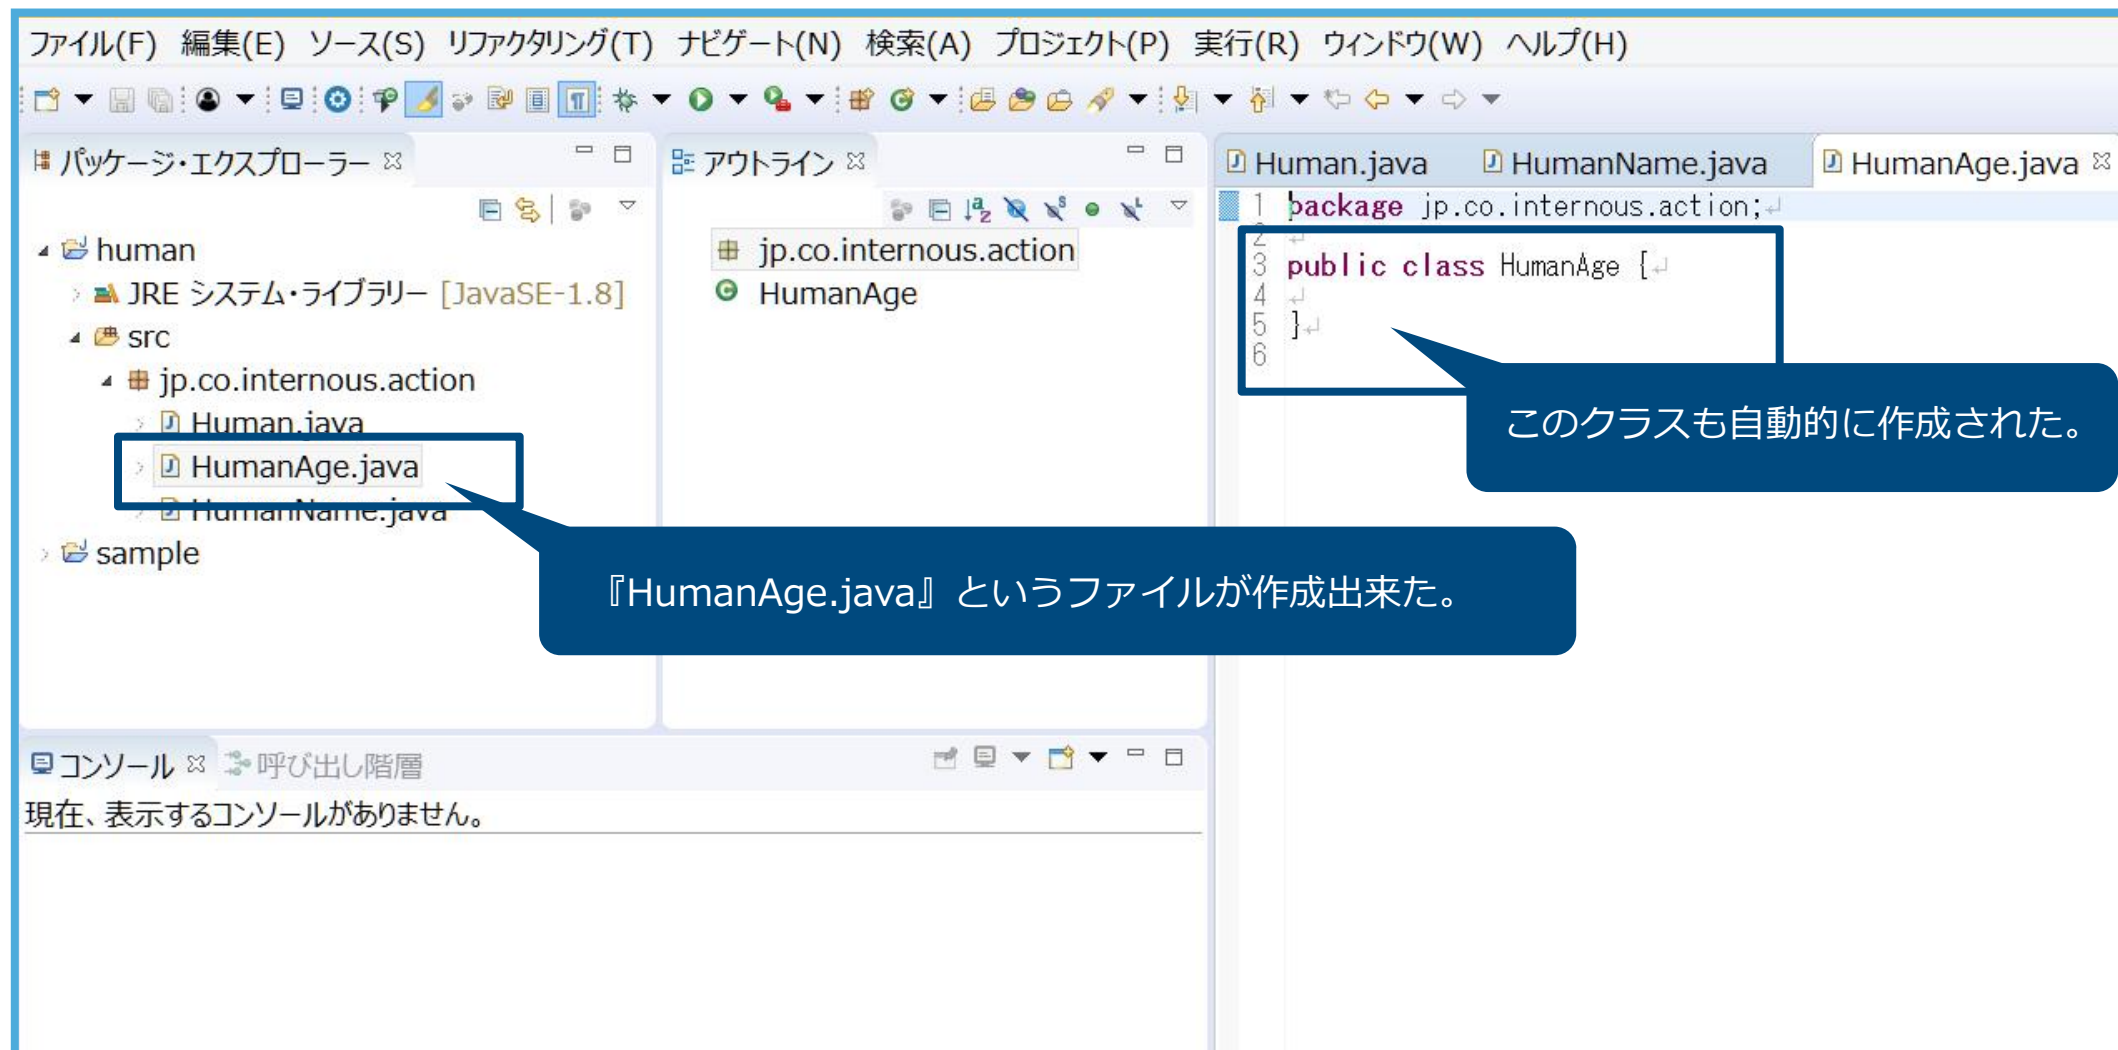 ファイル(F) 編集(E) ソース(S) リファクタリング(T) ナビゲート(N) 検索(A) プロジェクト(P) 実行(R) ウィンドウ(W) ヘルプ(H)
パッケージ・エクスプローラー
human
JRE システム・ライブラリー [JavaSE-1.8]
src
jp.co.internous.action
Human.java
HumanAge.java
HumanName.java
sample
アウトライン
jp.co.internous.action
HumanAge
Human.java HumanName.java HumanAge.java
1 package jp.co.internous.action;
2
3 public class HumanAge {
4
5 }
6
このクラスも自動的に作成された。
『HumanAge.java』というファイルが作成出来た。
コンソール 呼び出し階層
現在、表示するコンソールがありません。